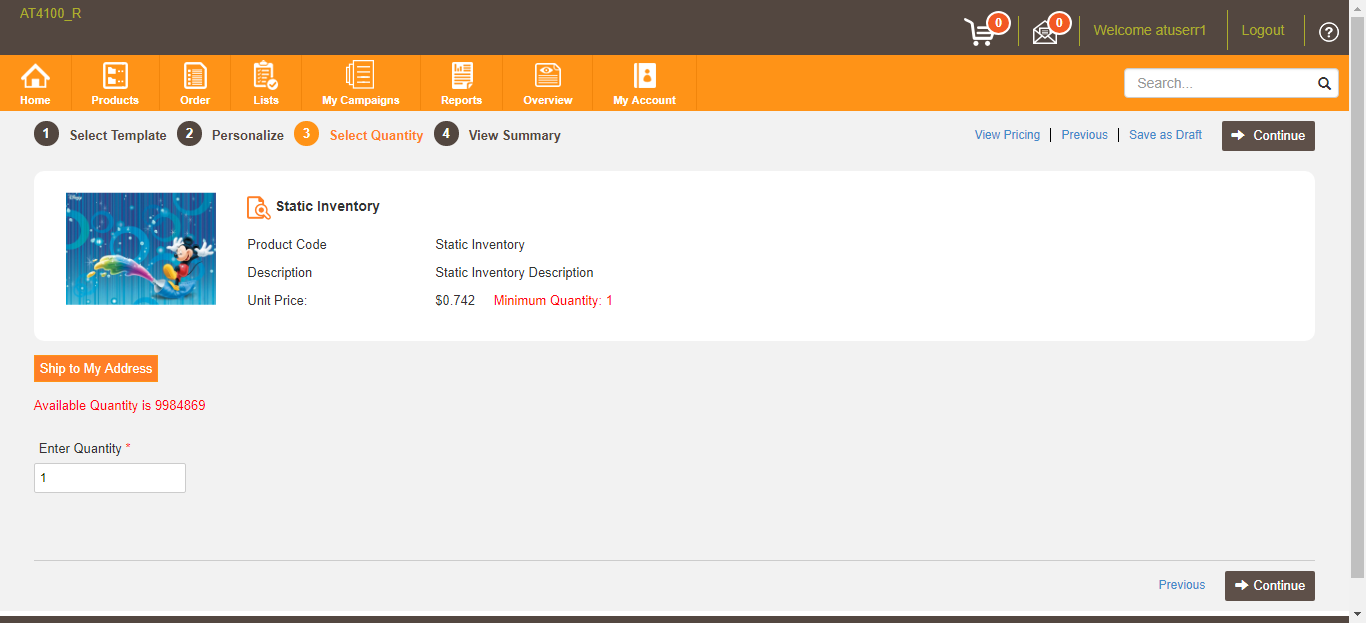 AT4100_R
0
0
Welcome atuserr1
Logout
?
Home
Products
Order
Lists
My Campaigns
Reports
Overview
My Account
Search...
1 Select Template 2 Personalize 3 Select Quantity 4 View Summary
View Pricing Previous Save as Draft Continue
Static Inventory
Product Code Static Inventory
Description Static Inventory Description
Unit Price: $0.742 Minimum Quantity: 1
Ship to My Address
Available Quantity is 9984869
Enter Quantity *
1
Previous Continue